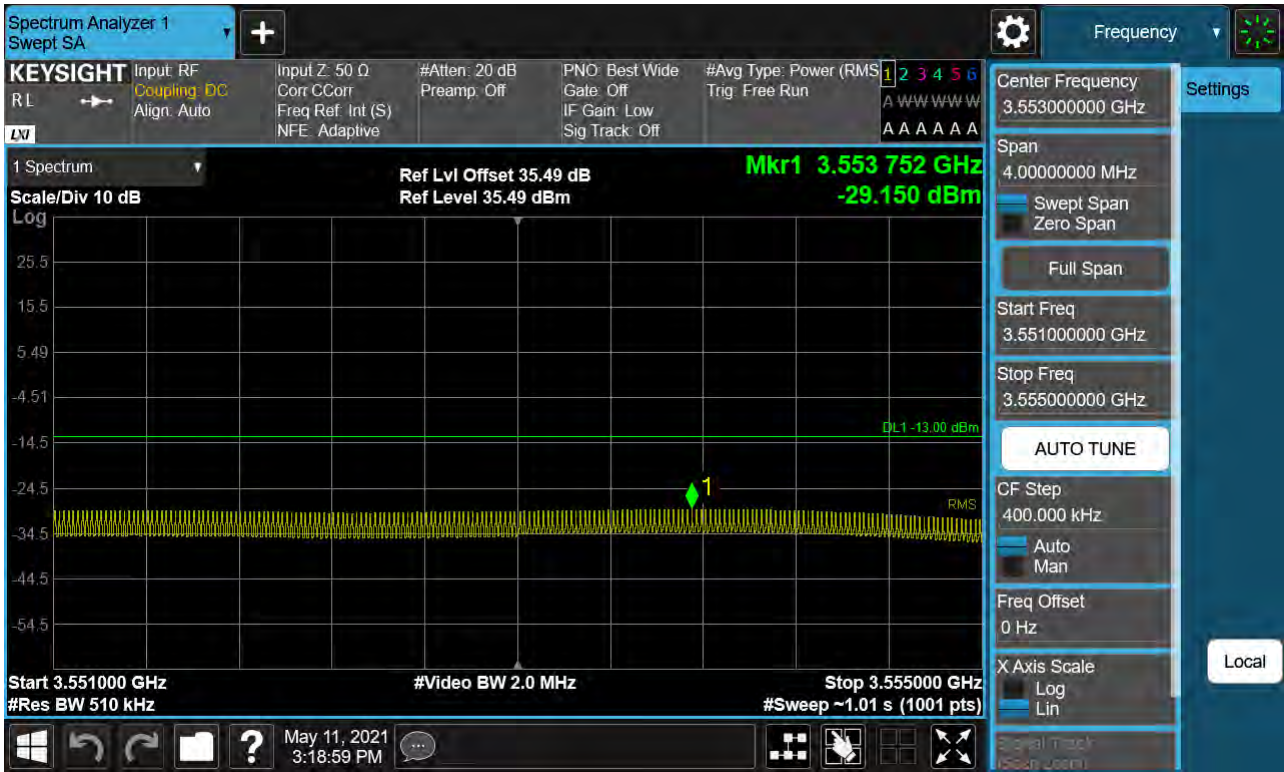 Spectrum Analyzer 1
Swept SA
+
Frequency
KEYSIGHT
RL
LXI
Input: RF
Coupling: DC
Align: Auto
Input Z: 50 Ω
Corr CCorr
Freq Ref: Int (S)
NFE: Adaptive
#Atten: 20 dB
Preamp: Off
PNO: Best Wide
Gate: Off
IF Gain: Low
Sig Track: Off
#Avg Type: Power (RMS
Trig: Free Run
1 2 3 4 5 6
A W W W W W
A A A A A A
1 Spectrum
Scale/Div 10 dB
Log
Ref Lvl Offset 35.49 dB
Ref Level 35.49 dBm
Mkr1 3.553 752 GHz
-29.150 dBm
25.5
15.5
5.49
-4.51
-14.5
-24.5
-34.5
-44.5
-54.5
DL1 -13.00 dBm
1
RMS
Start 3.551000 GHz
#Res BW 510 kHz
#Video BW 2.0 MHz
Stop 3.555000 GHz
#Sweep ~1.01 s (1001 pts)
Center Frequency
3.553000000 GHz
Settings
Span
4.00000000 MHz
Swept Span
Zero Span
Full Span
Start Freq
3.551000000 GHz
Stop Freq
3.555000000 GHz
AUTO TUNE
CF Step
400.000 kHz
Auto
Man
Freq Offset
0 Hz
X Axis Scale
Log
Lin
Signal Track
(Span Zoom)
Local
?
May 11, 2021
3:18:59 PM